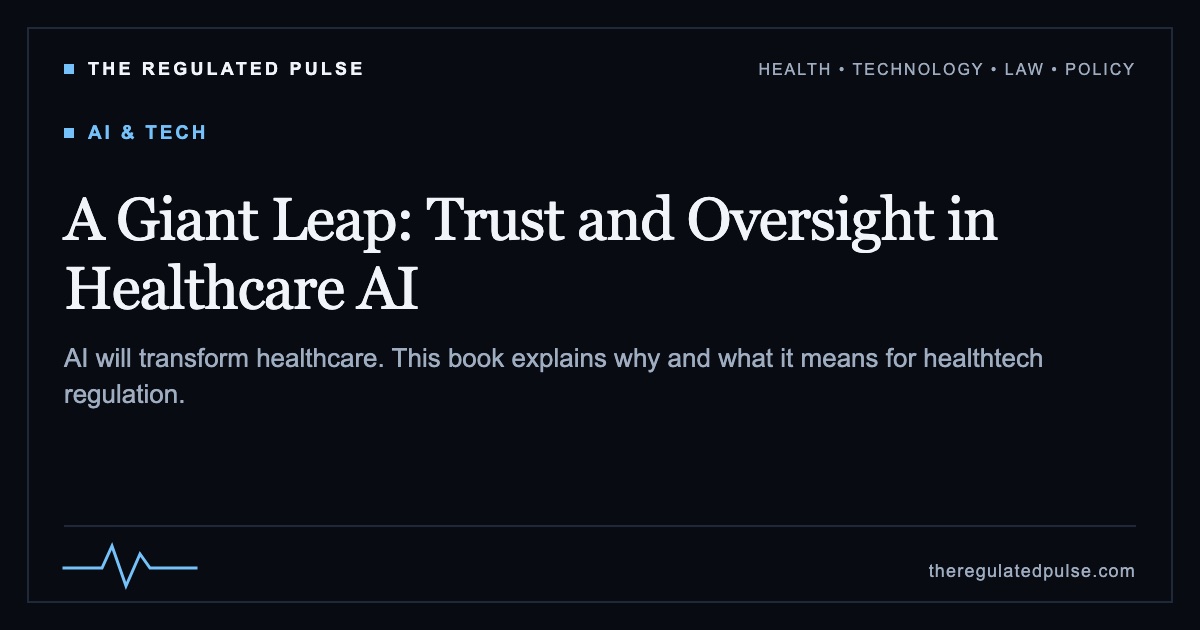 THE REGULATED PULSE
HEALTH • TECHNOLOGY • LAW • POLICY
AI & TECH
A Giant Leap: Trust and Oversight in
Healthcare AI
AI will transform healthcare. This book explains why and what it means for healthtech
regulation.
theregulatedpulse.com